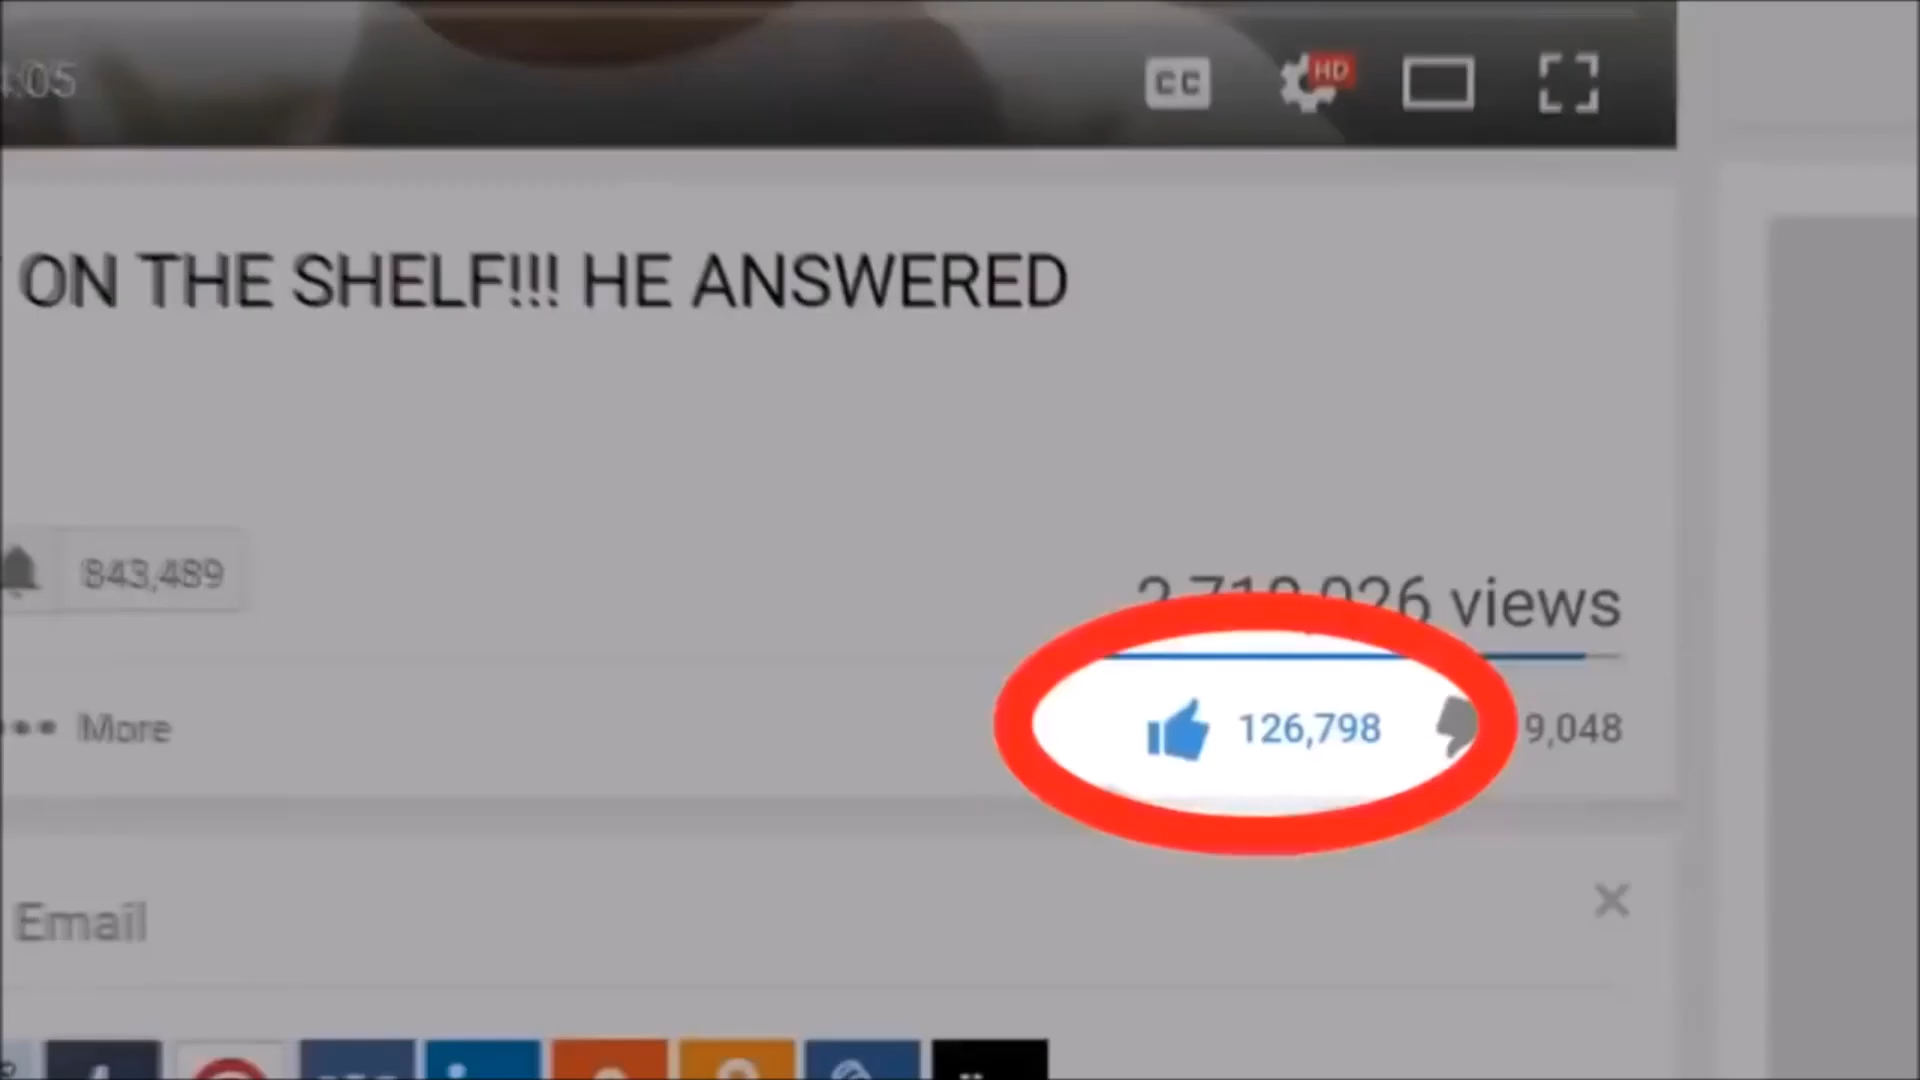 :05
CC
HD
ON THE SHELF!!! HE ANSWERED
843,489
views
126,798
9,048
More
Email